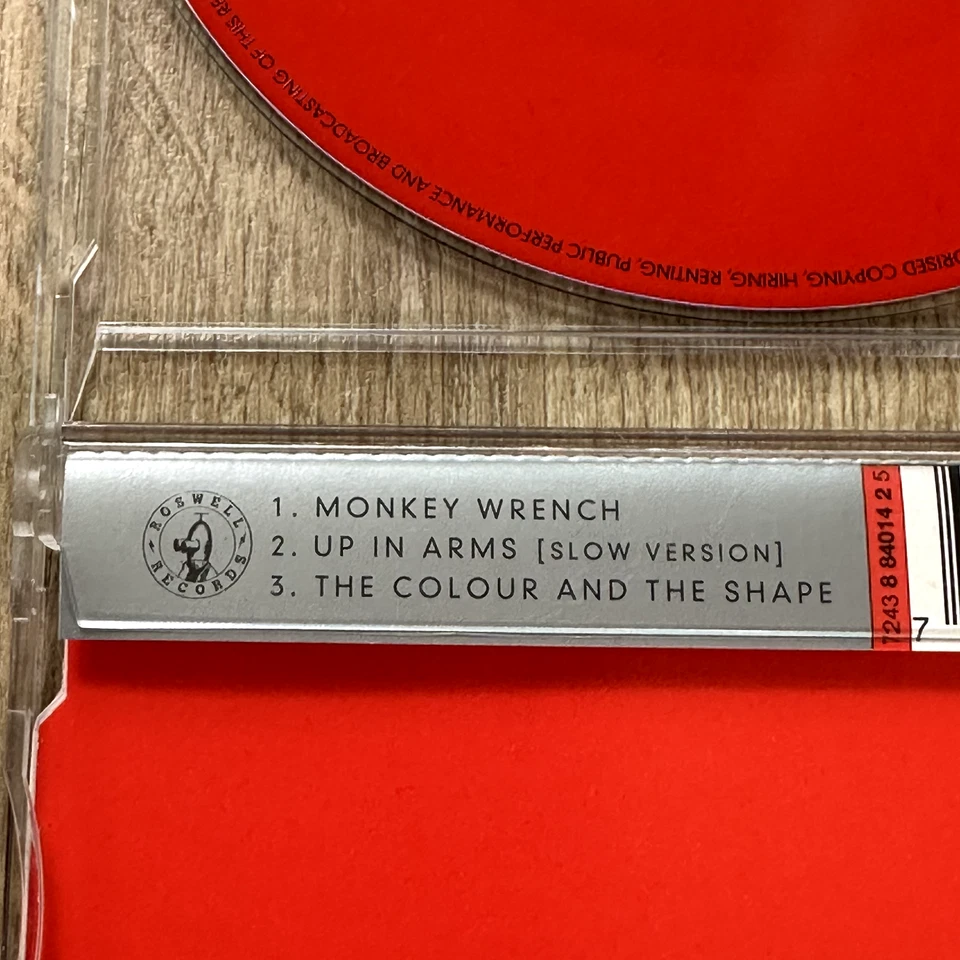 ORISED COPYING, HIRING, RENTING, PUBLIC PERFORMANCE AND BROADCASTING OF THIS RE
ROSWELL
RECORDS
1. MONKEY WRENCH
2. UP IN ARMS [SLOW VERSION]
3. THE COLOUR AND THE SHAPE
7243 8 84014 2 5
7